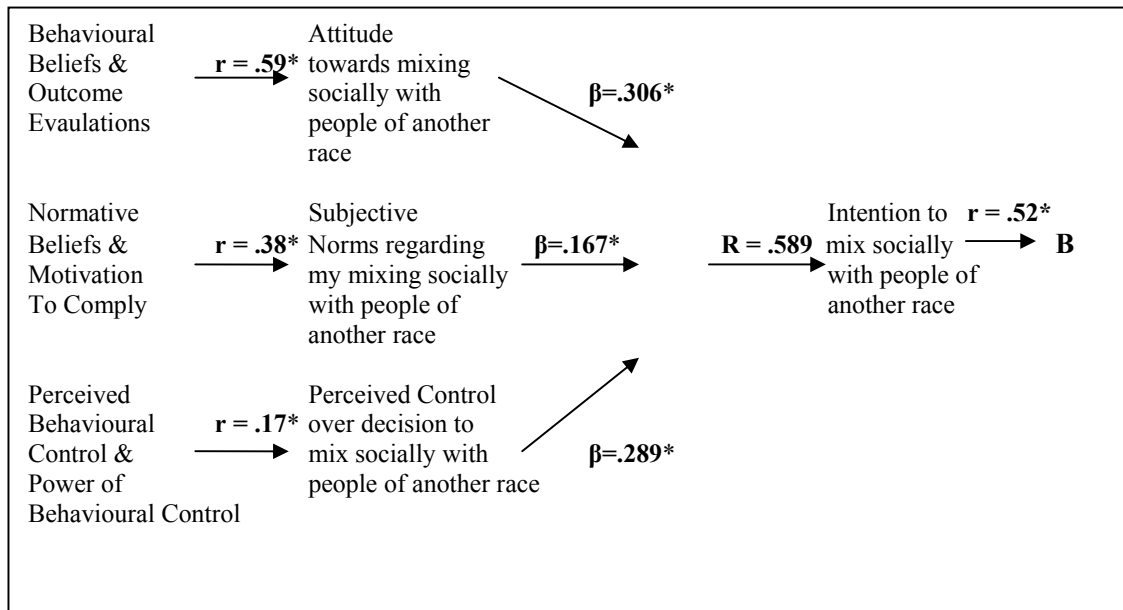 Behavioural
Beliefs &
Outcome
Evaulations
r = .59*
Attitude
towards mixing
socially with
people of another
race
β=.306*
Normative
Beliefs &
Motivation
To Comply
r = .38*
Subjective
Norms regarding
my mixing socially
with people of
another race
β=.167*
R = .589
Intention to
mix socially
with people of
another race
r = .52*
B
Perceived
Behavioural
Control &
Power of
Behavioural Control
r = .17*
Perceived Control
over decision to
mix socially with
people of another race
β=.289*